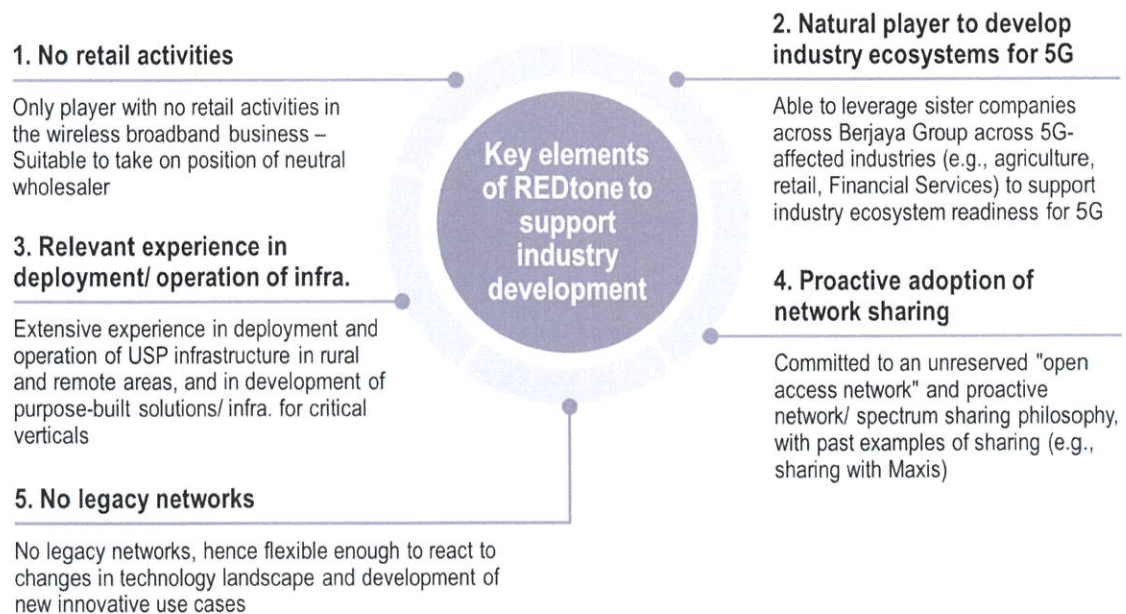 1. No retail activities
Only player with no retail activities in
the wireless broadband business –
Suitable to take on position of neutral
wholesaler
2. Natural player to develop
industry ecosystems for 5G
Able to leverage sister companies
across Berjaya Group across 5G-
affected industries (e.g., agriculture,
retail, Financial Services) to support
industry ecosystem readiness for 5G
Key elements
of REDtone to
support
industry
development
3. Relevant experience in
deployment/ operation of infra.
Extensive experience in deployment and
operation of USP infrastructure in rural
and remote areas, and in development of
purpose-built solutions/ infra. for critical
verticals
4. Proactive adoption of
network sharing
Committed to an unreserved "open
access network" and proactive
network/ spectrum sharing philosophy,
with past examples of sharing (e.g.,
sharing with Maxis)
5. No legacy networks
No legacy networks, hence flexible enough to react to
changes in technology landscape and development of
new innovative use cases